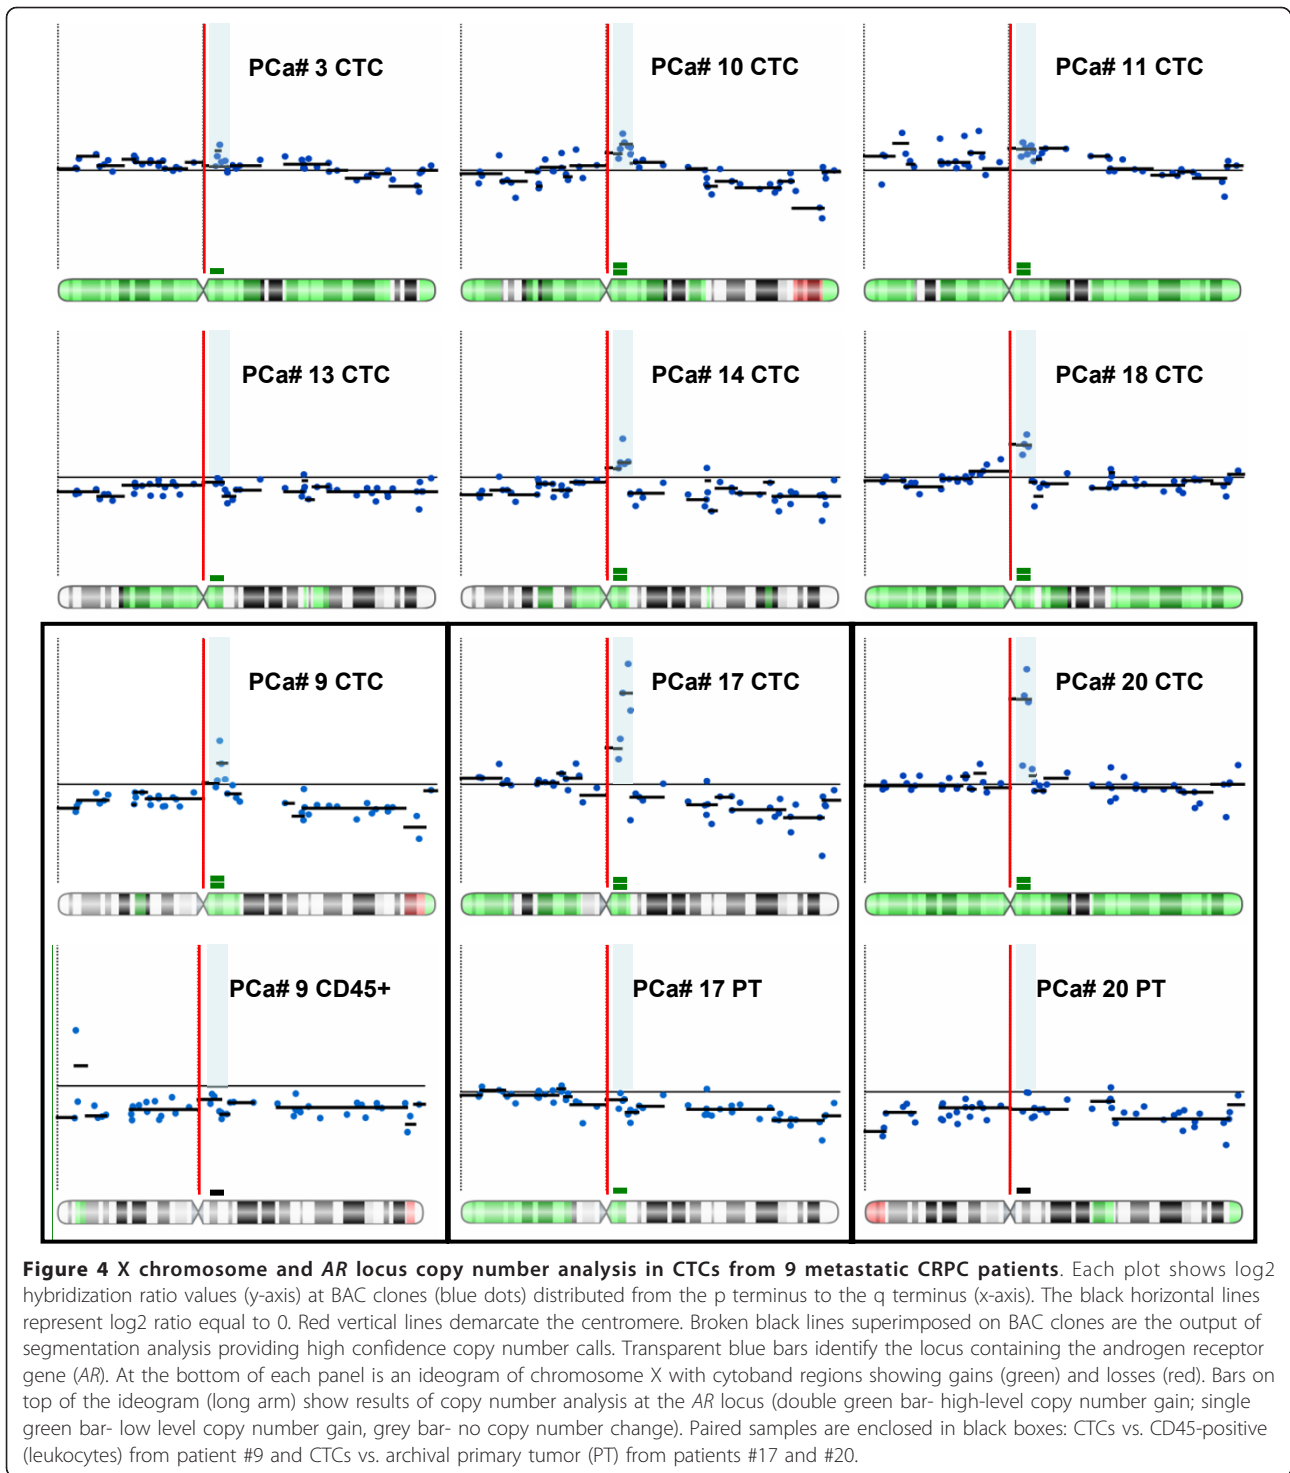 PCa# 3 CTC
PCa# 10 CTC
PCa# 11 CTC
PCa# 13 CTC
PCa# 14 CTC
PCa# 18 CTC
PCa# 9 CTC
PCa# 17 CTC
PCa# 20 CTC
PCa# 9 CD45+
PCa# 17 PT
PCa# 20 PT
Figure 4 X chromosome and AR locus copy number analysis in CTCs from 9 metastatic CRPC patients. Each plot shows log2
hybridization ratio values (y-axis) at BAC clones (blue dots) distributed from the p terminus to the q terminus (x-axis). The black horizontal lines
represent log2 ratio equal to 0. Red vertical lines demarcate the centromere. Broken black lines superimposed on BAC clones are the output of
segmentation analysis providing high confidence copy number calls. Transparent blue bars identify the locus containing the androgen receptor
gene (AR). At the bottom of each panel is an ideogram of chromosome X with cytoband regions showing gains (green) and losses (red). Bars on
top of the ideogram (long arm) show results of copy number analysis at the AR locus (double green bar- high-level copy number gain; single
green bar- low level copy number gain, grey bar- no copy number change). Paired samples are enclosed in black boxes: CTCs vs. CD45-positive
(leukocytes) from patient #9 and CTCs vs. archival primary tumor (PT) from patients #17 and #20.